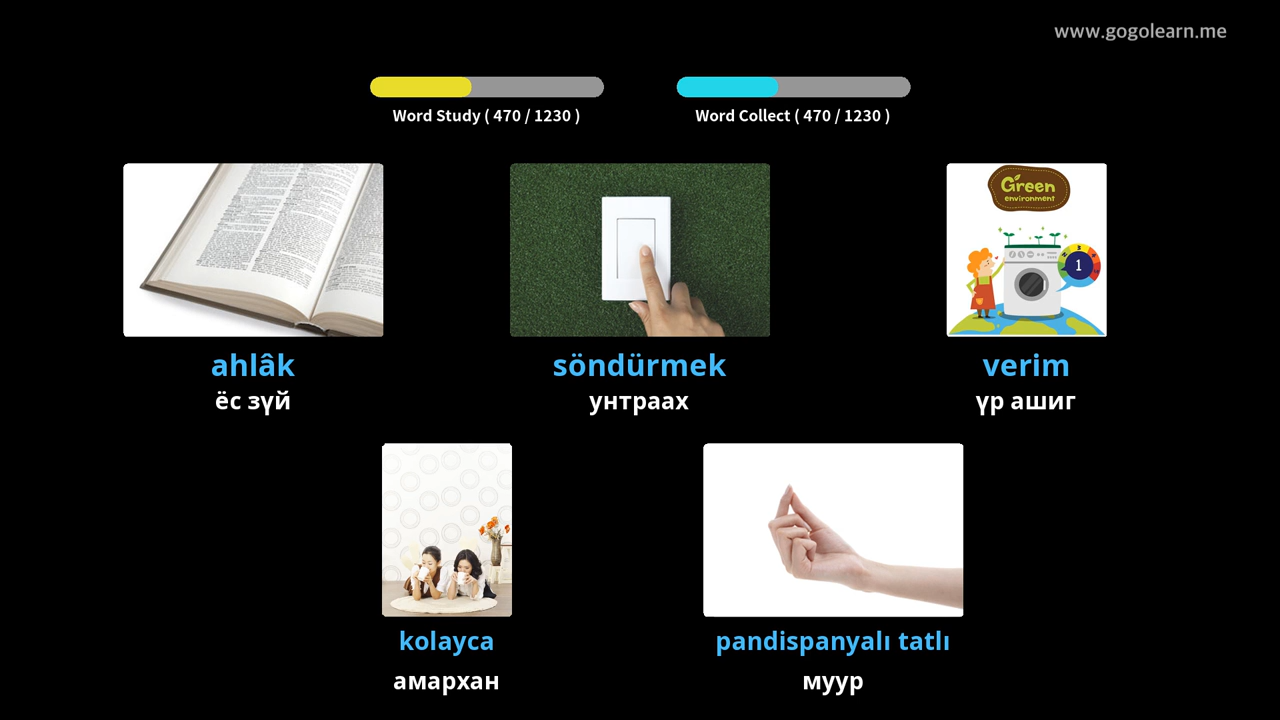 www.gogolearn.me
Word Study ( 470 / 1230 )
Word Collect ( 470 / 1230 )
Green
environment
1
ahlâk
ёс зүй
söndürmek
унтраах
verim
үр ашиг
kolayca
амархан
pandispanyalı tatlı
муур